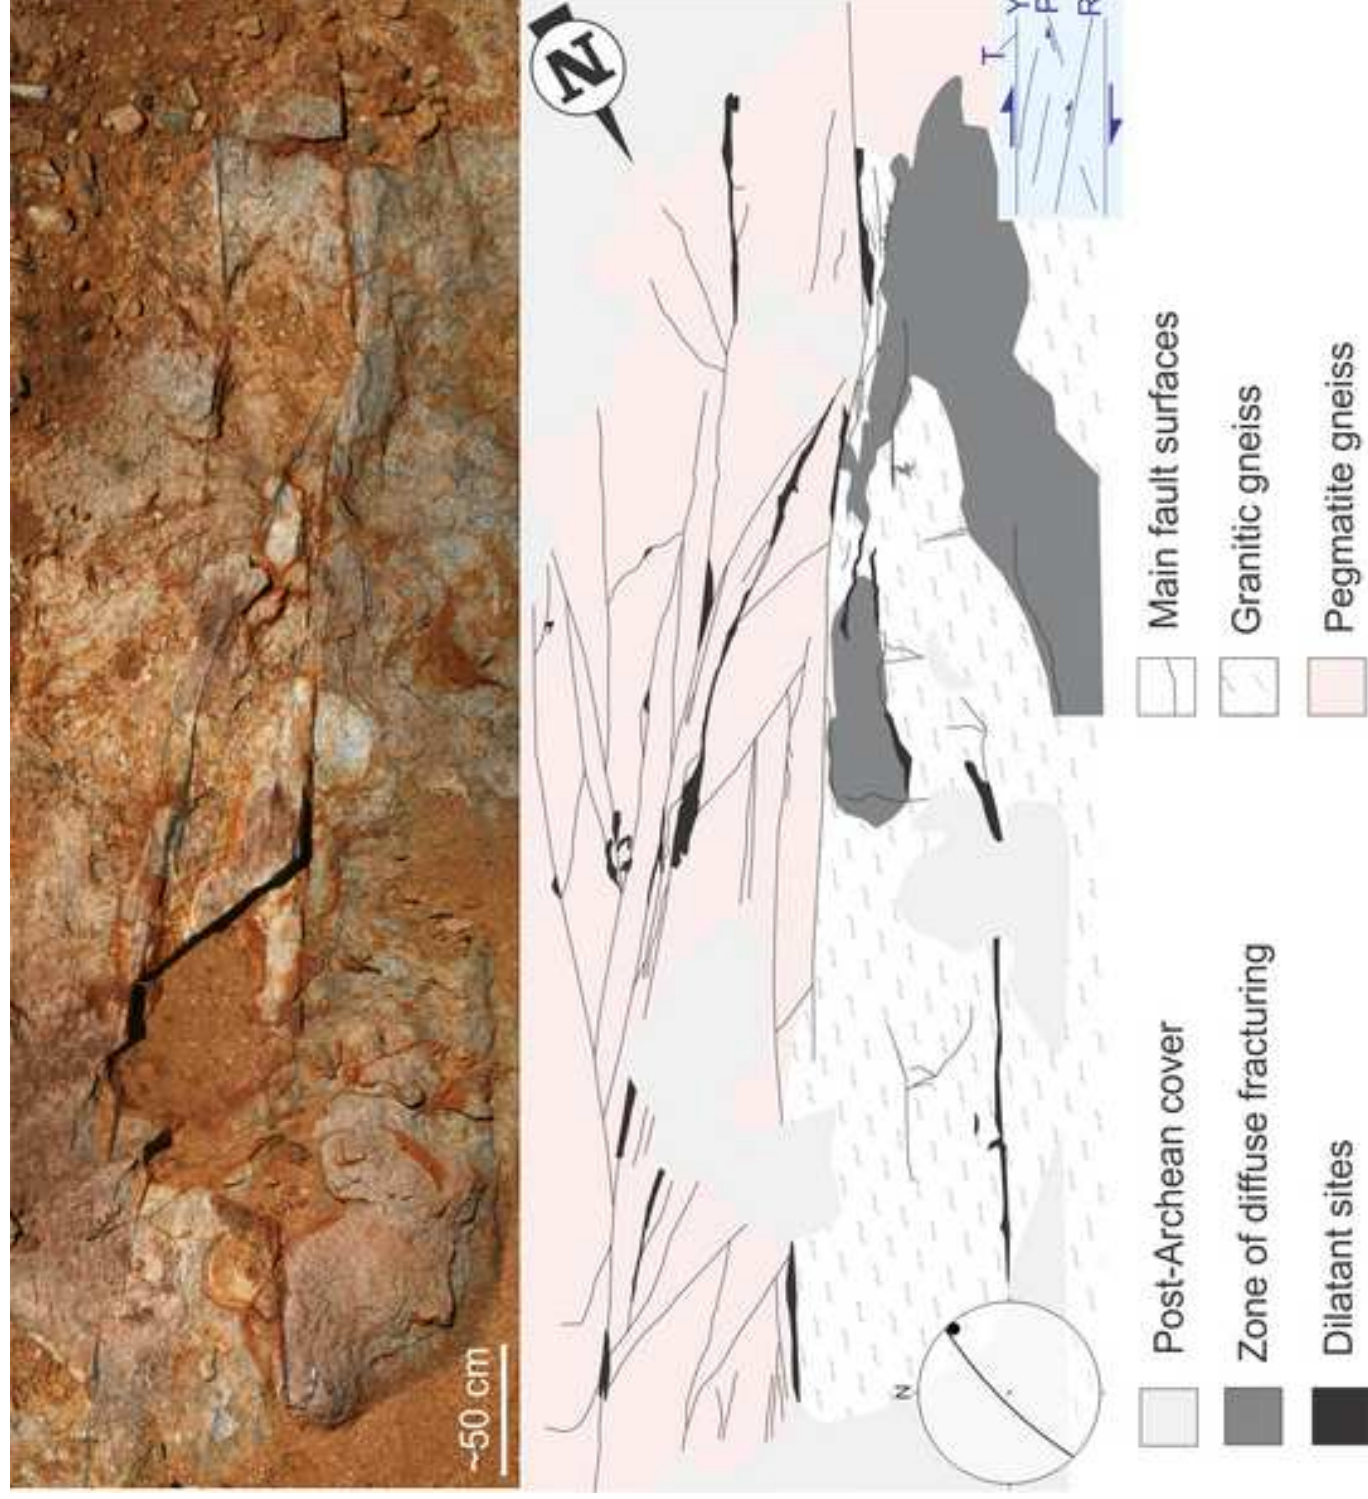 ~50 cm
N
T
Y
R
N
Post-Archean cover
Zone of diffuse fracturing
Dilatant sites
Main fault surfaces
Granitic gneiss
Pegmatite gneiss